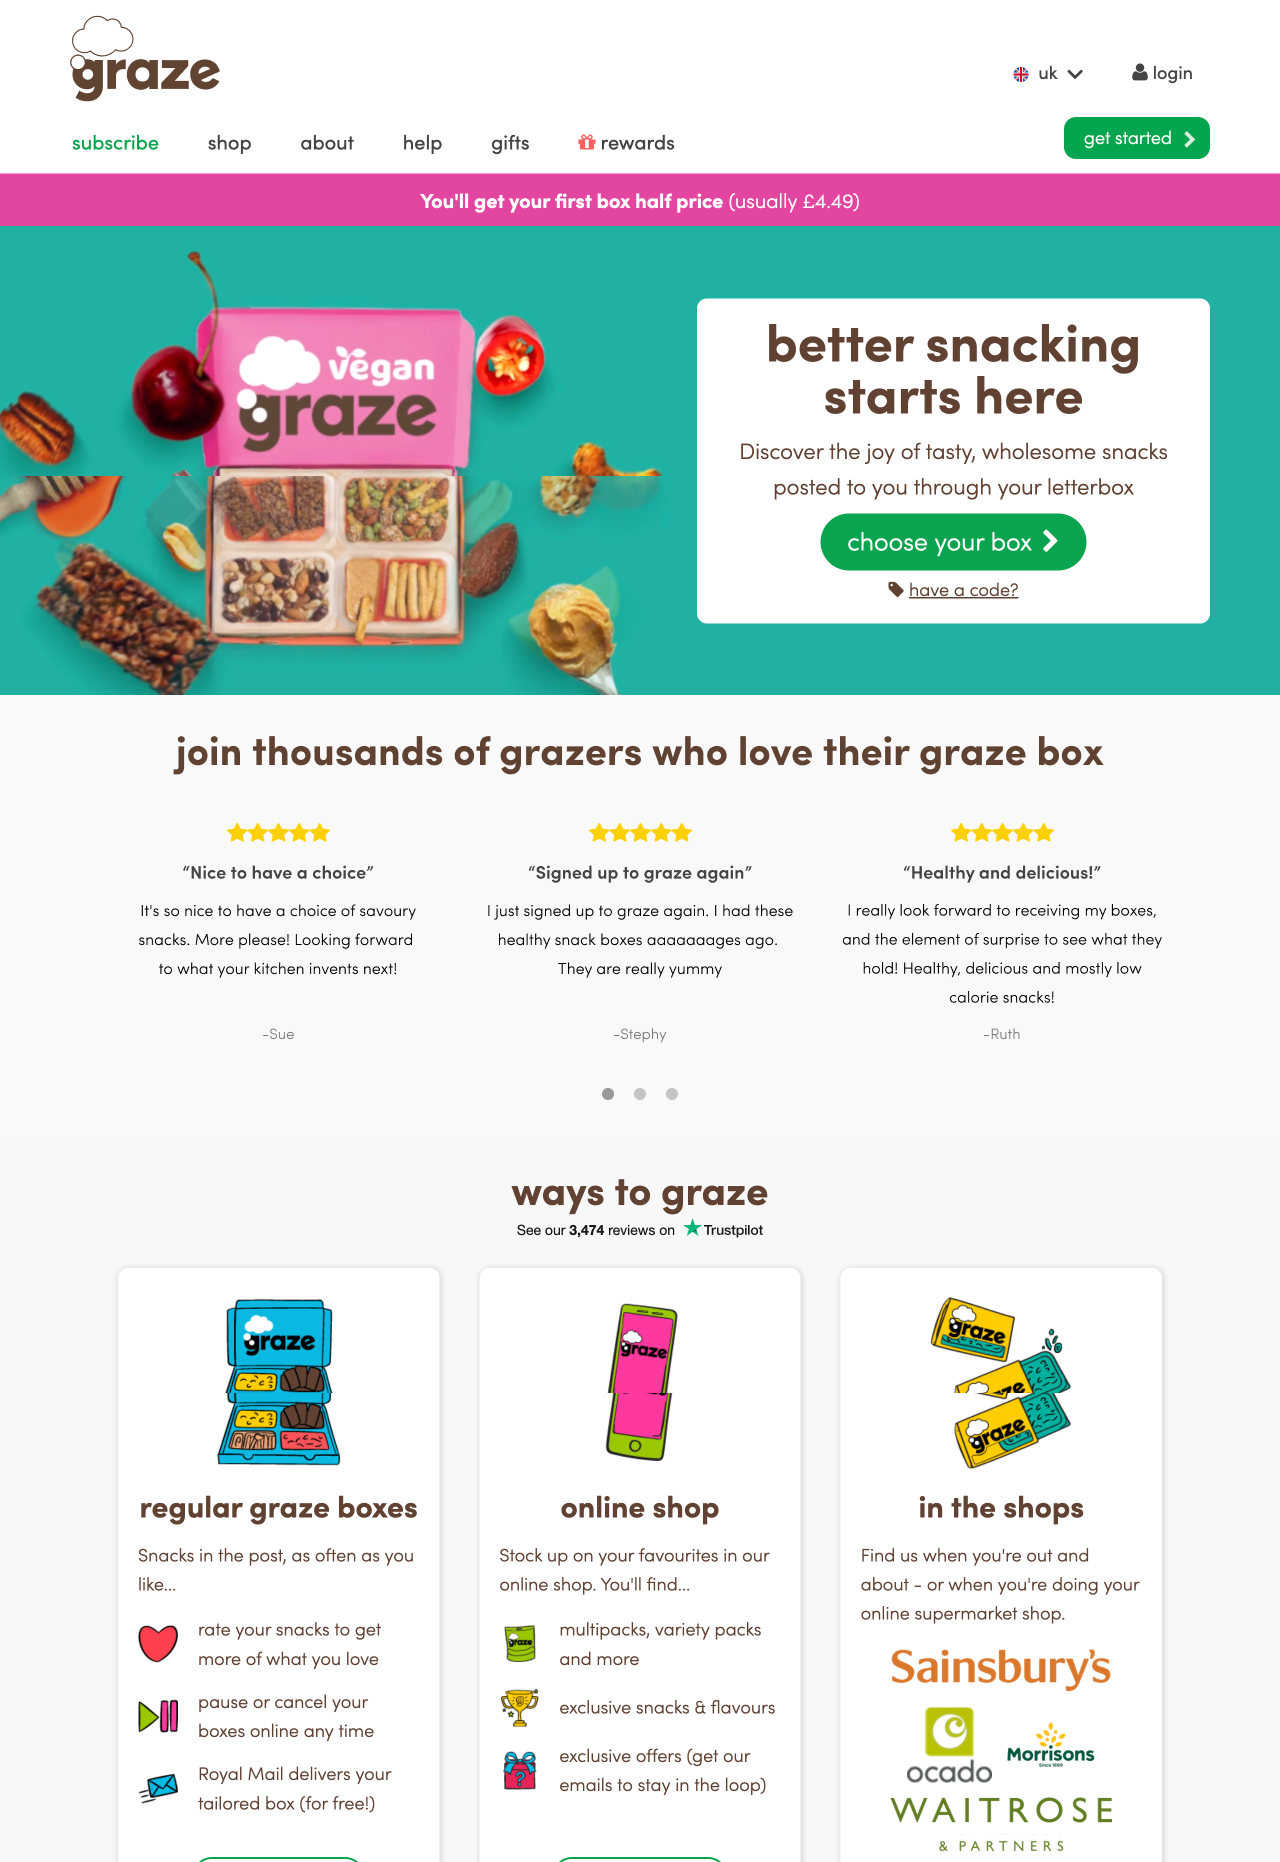 graze
uk
login
subscribe
shop
about
help
gifts
rewards
get started
You'll get your first box half price (usually £4.49)
vegan
graze
better snacking
starts here
Discover the joy of tasty, wholesome snacks
posted to you through your letterbox
choose your box
have a code?
join thousands of grazers who love their graze box
“Nice to have a choice”
It's so nice to have a choice of savoury
snacks. More please! Looking forward
to what your kitchen invents next!
-Sue
“Signed up to graze again”
I just signed up to graze again. I had these
healthy snack boxes aaaaaaages ago.
They are really yummy
-Stephy
“Healthy and delicious!”
I really look forward to receiving my boxes,
and the element of surprise to see what they
hold! Healthy, delicious and mostly low
calorie snacks!
-Ruth
ways to graze
See our 3,474 reviews on Trustpilot
graze
regular graze boxes
Snacks in the post, as often as you
like...
rate your snacks to get
more of what you love
pause or cancel your
boxes online any time
Royal Mail delivers your
tailored box (for free!)
graze
online shop
Stock up on your favourites in our
online shop. You'll find...
graze
multipacks, variety packs
and more
exclusive snacks & flavours
?
exclusive offers (get our
emails to stay in the loop)
graze
graze
in the shops
Find us when you're out and
about - or when you're doing your
online supermarket shop.
Sainsbury's
ocado
Morrisons
Since 1899
WAITROSE
& PARTNERS